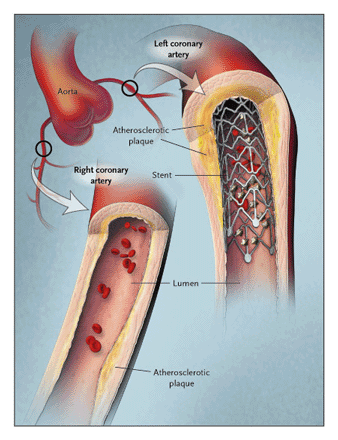 Left coronary
artery
Aorta
Atherosclerotic
plaque
Right coronary
artery
Stent
Lumen
Atherosclerotic
plaque